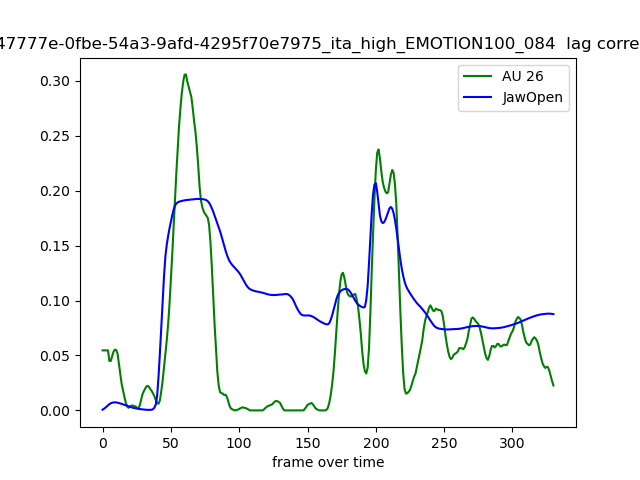 47777e-0fbe-54a3-9afd-4295f70e7975_ita_high_EMOTION100_084 lag corre
AU 26
JawOpen
0.30
0.25
0.20
0.15
0.10
0.05
0.00
0 50 100 150 200 250 300
frame over time